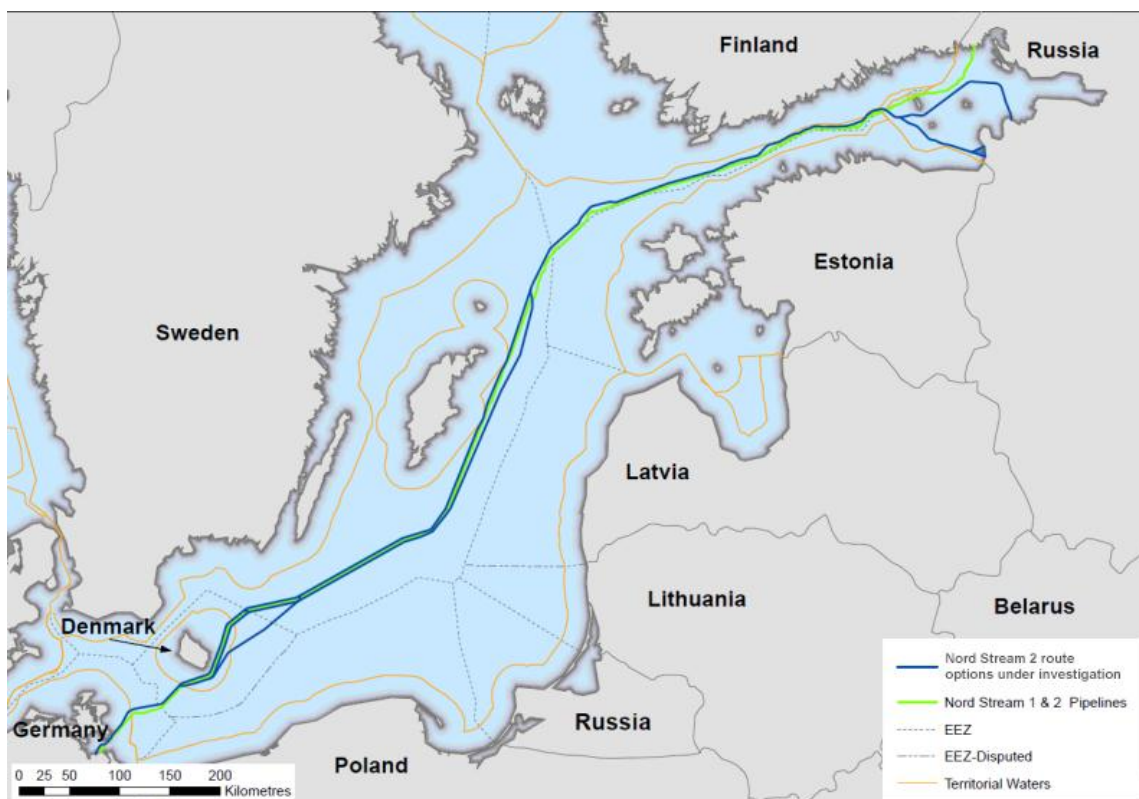 Finland
Russia
Estonia
Sweden
Latvia
Lithuania
Belarus
Denmark
Russia
Germany
Poland
0 25 50 100 150 200
Kilometres
Nord Stream 2 route
options under investigation
Nord Stream 1 & 2 Pipelines
EEZ
EEZ-Disputed
Territorial Waters